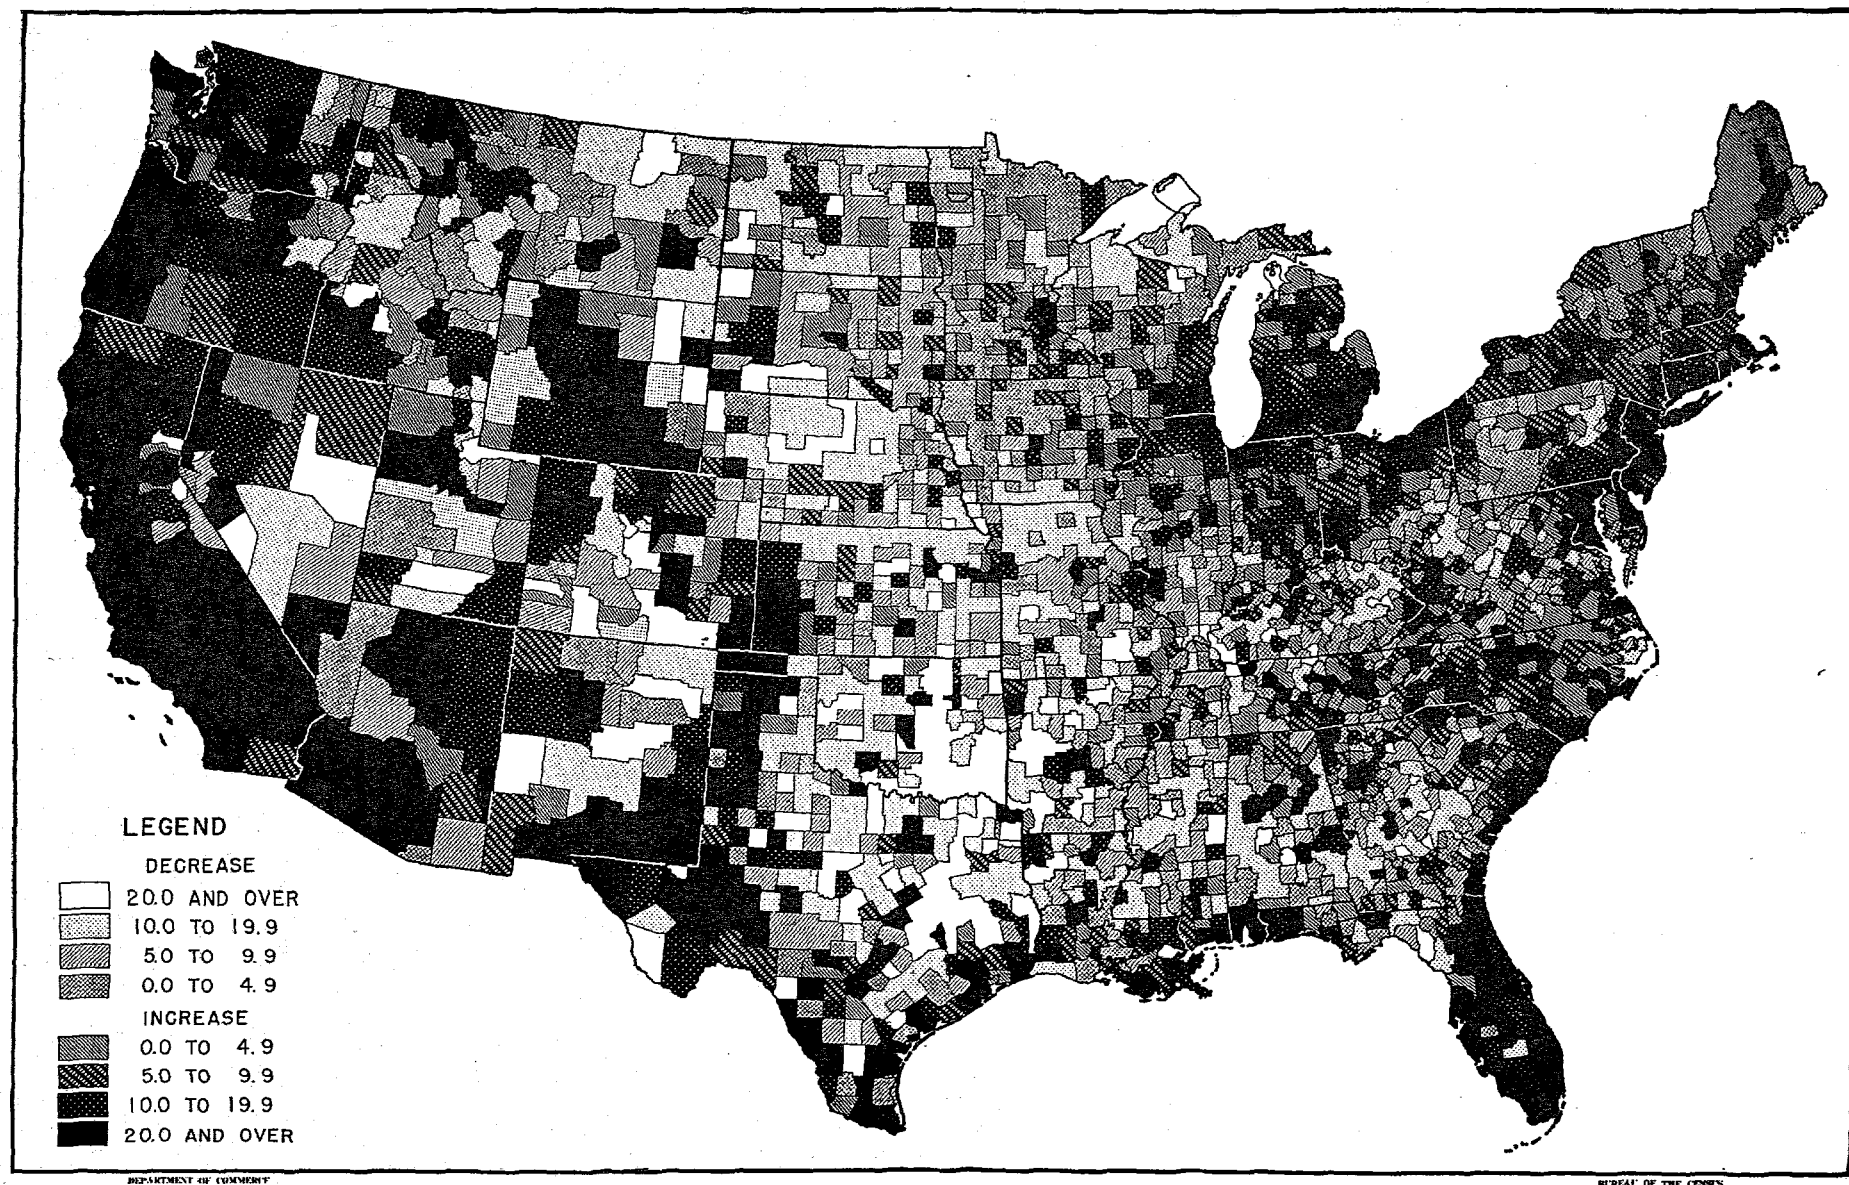 LEGEND
DECREASE
20.0 AND OVER
10.0 TO 19.9
5.0 TO 9.9
0.0 TO 4.9
INCREASE
0.0 TO 4.9
5.0 TO 9.9
10.0 TO 19.9
20.0 AND OVER
DEPARTMENT OF COMMERCE
BUREAU OF THE CENSUS